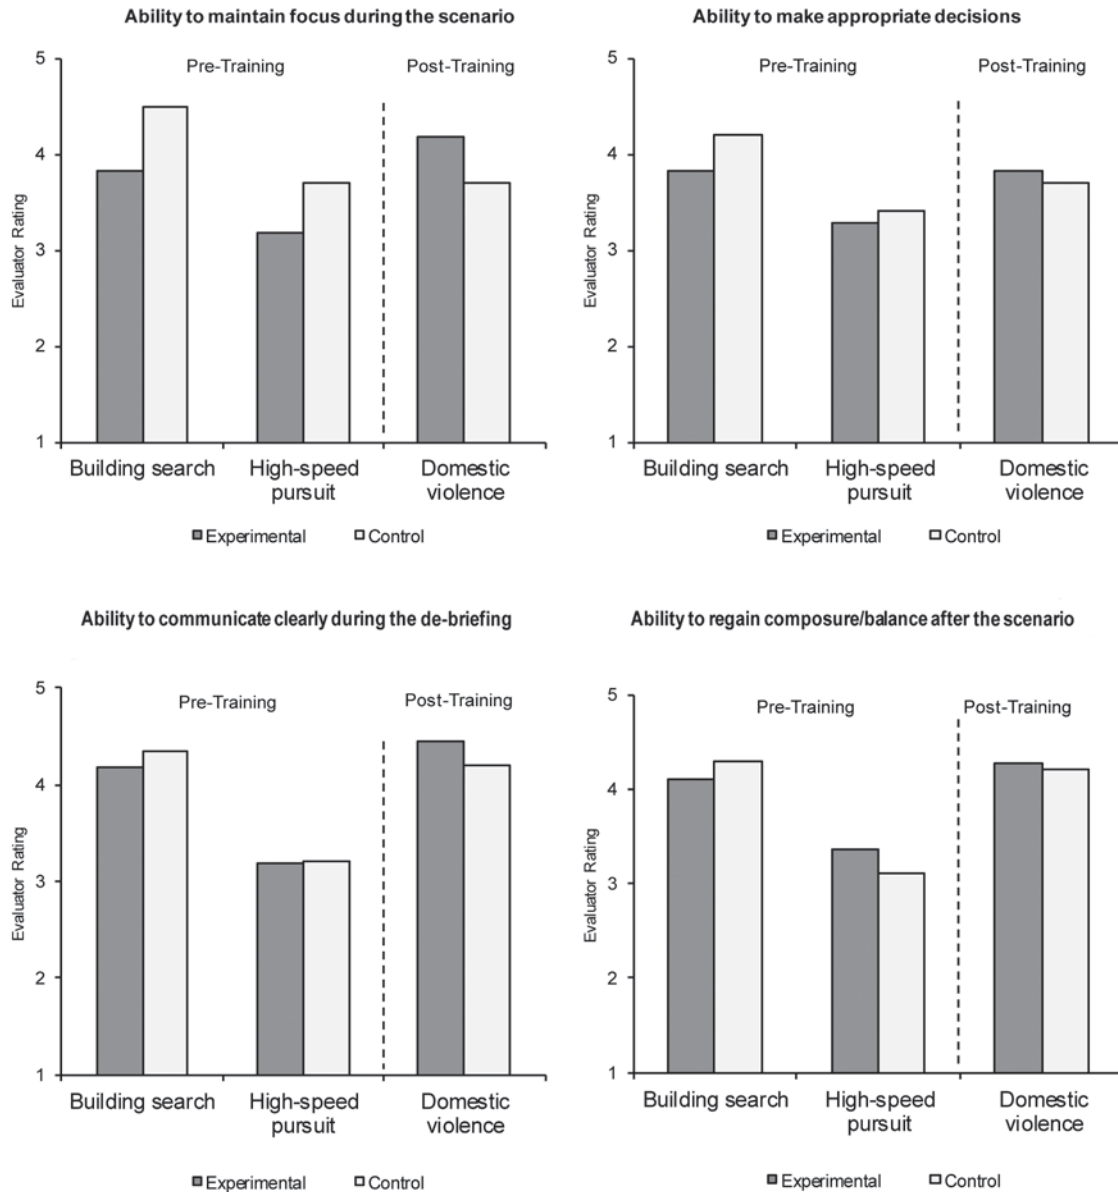 Ability to maintain focus during the scenario
5
Pre-Training
Post-Training
4
3
2
1
Evaluator Rating
Building search
High-speed
pursuit
Domestic
violence
Experimental
Control
Ability to make appropriate decisions
5
Pre-Training
Post-Training
4
3
2
1
Evaluator Rating
Building search
High-speed
pursuit
Domestic
violence
Experimental
Control
Ability to communicate clearly during the de-briefing
5
Pre-Training
Post-Training
4
3
2
1
Evaluator Rating
Building search
High-speed
pursuit
Domestic
violence
Experimental
Control
Ability to regain composure/balance after the scenario
5
Pre-Training
Post-Training
4
3
2
1
Evaluator Rating
Building search
High-speed
pursuit
Domestic
violence
Experimental
Control